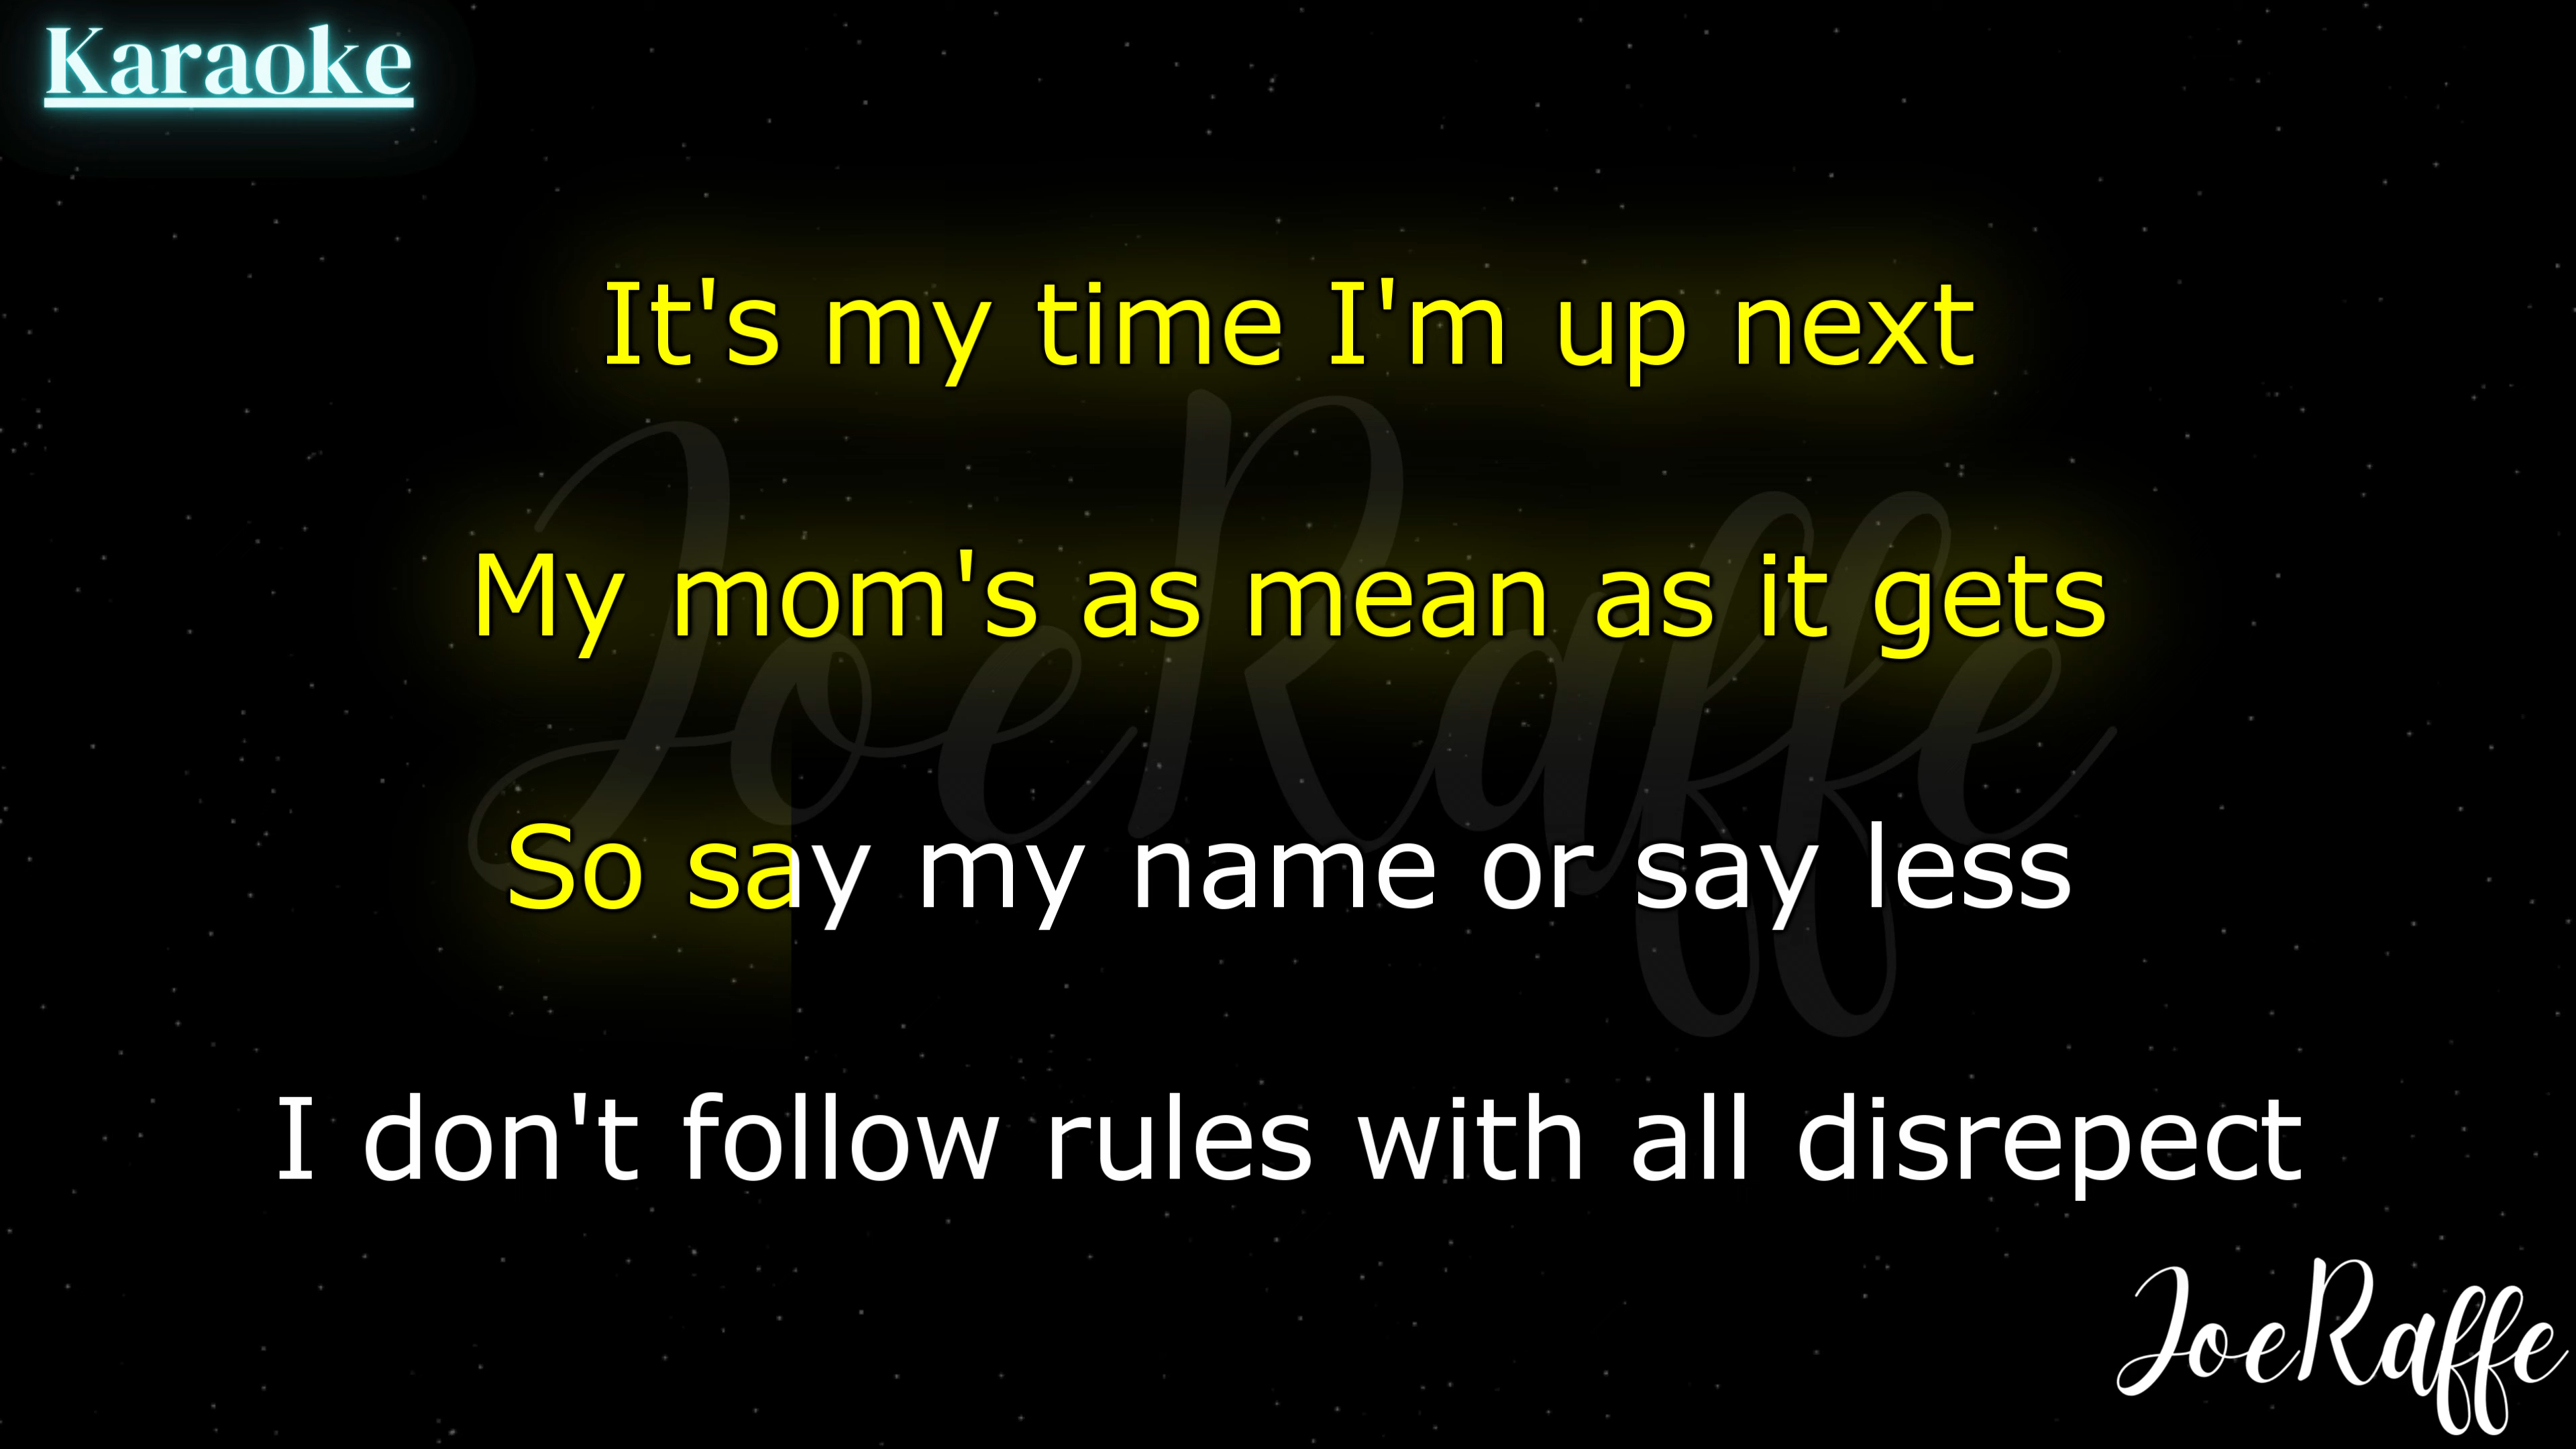 Karaoke
It's my time I'm up next
My mom's as mean as it gets
JoeRaffe
So say my name or say less
I don't follow rules with all disrepect
JoeRaffe